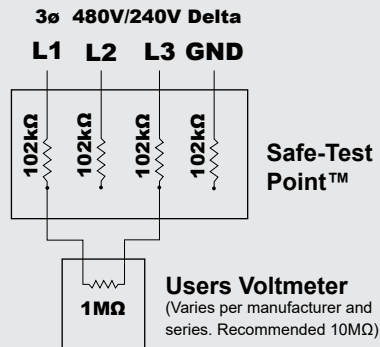 3ø 480V/240V Delta
L1 L2 L3 GND
102kΩ 102kΩ 102kΩ 102kΩ
Safe-Test
Point™
1MΩ
Users Voltmeter
(Varies per manufacturer and
series. Recommended 10MΩ)